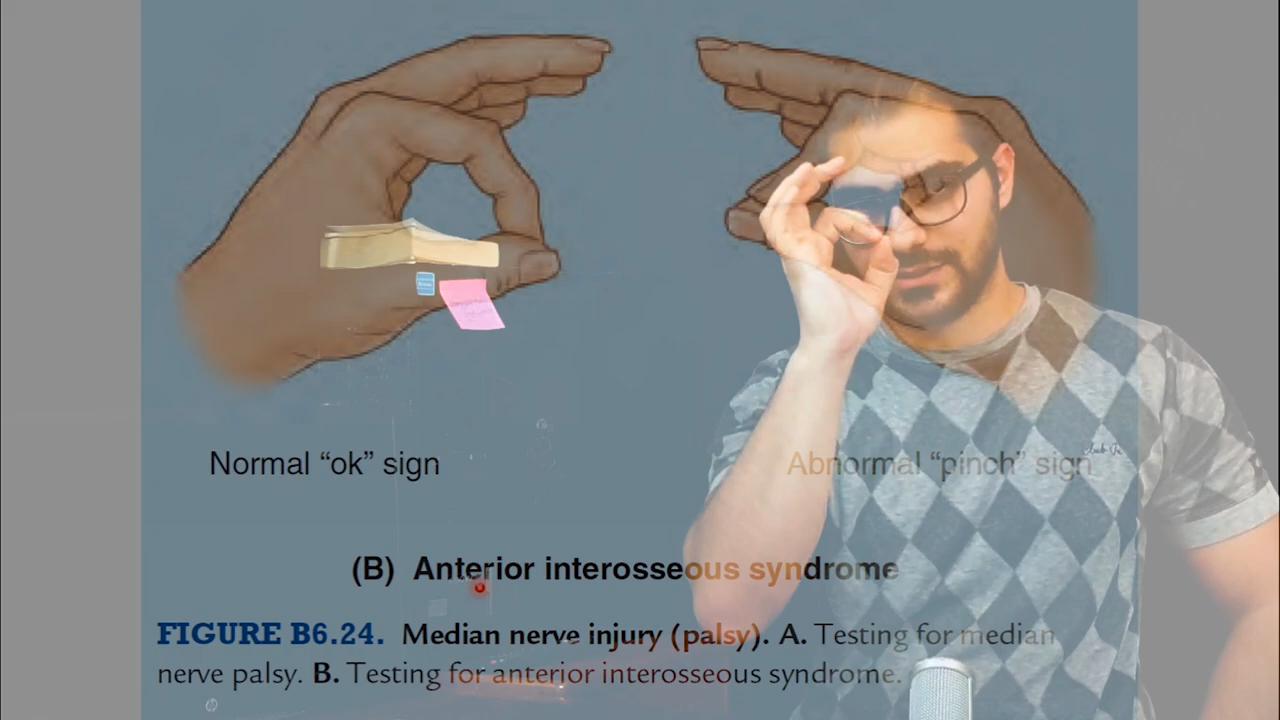 Normal “ok” sign
Abnormal “pinch” sign
(B) Anterior interosseous syndrome
FIGURE B6.24. Median nerve injury (palsy). A. Testing for median
nerve palsy. B. Testing for anterior interosseous syndrome.